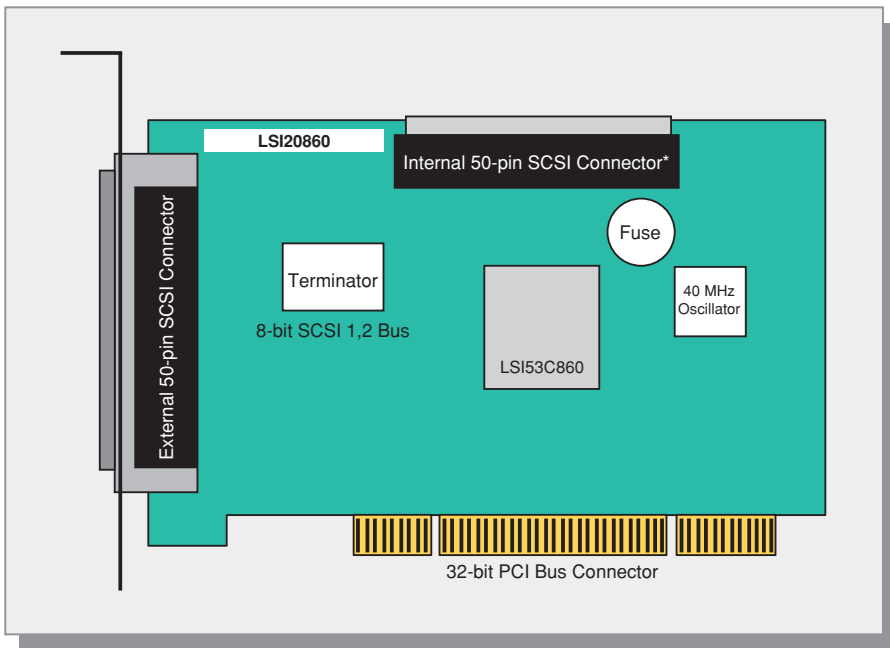 LSI20860
Internal 50-pin SCSI Connector*
External 50-pin SCSI Connector
Fuse
Terminator
40 MHz
Oscillator
8-bit SCSI 1,2 Bus
LSI53C860
32-bit PCI Bus Connector